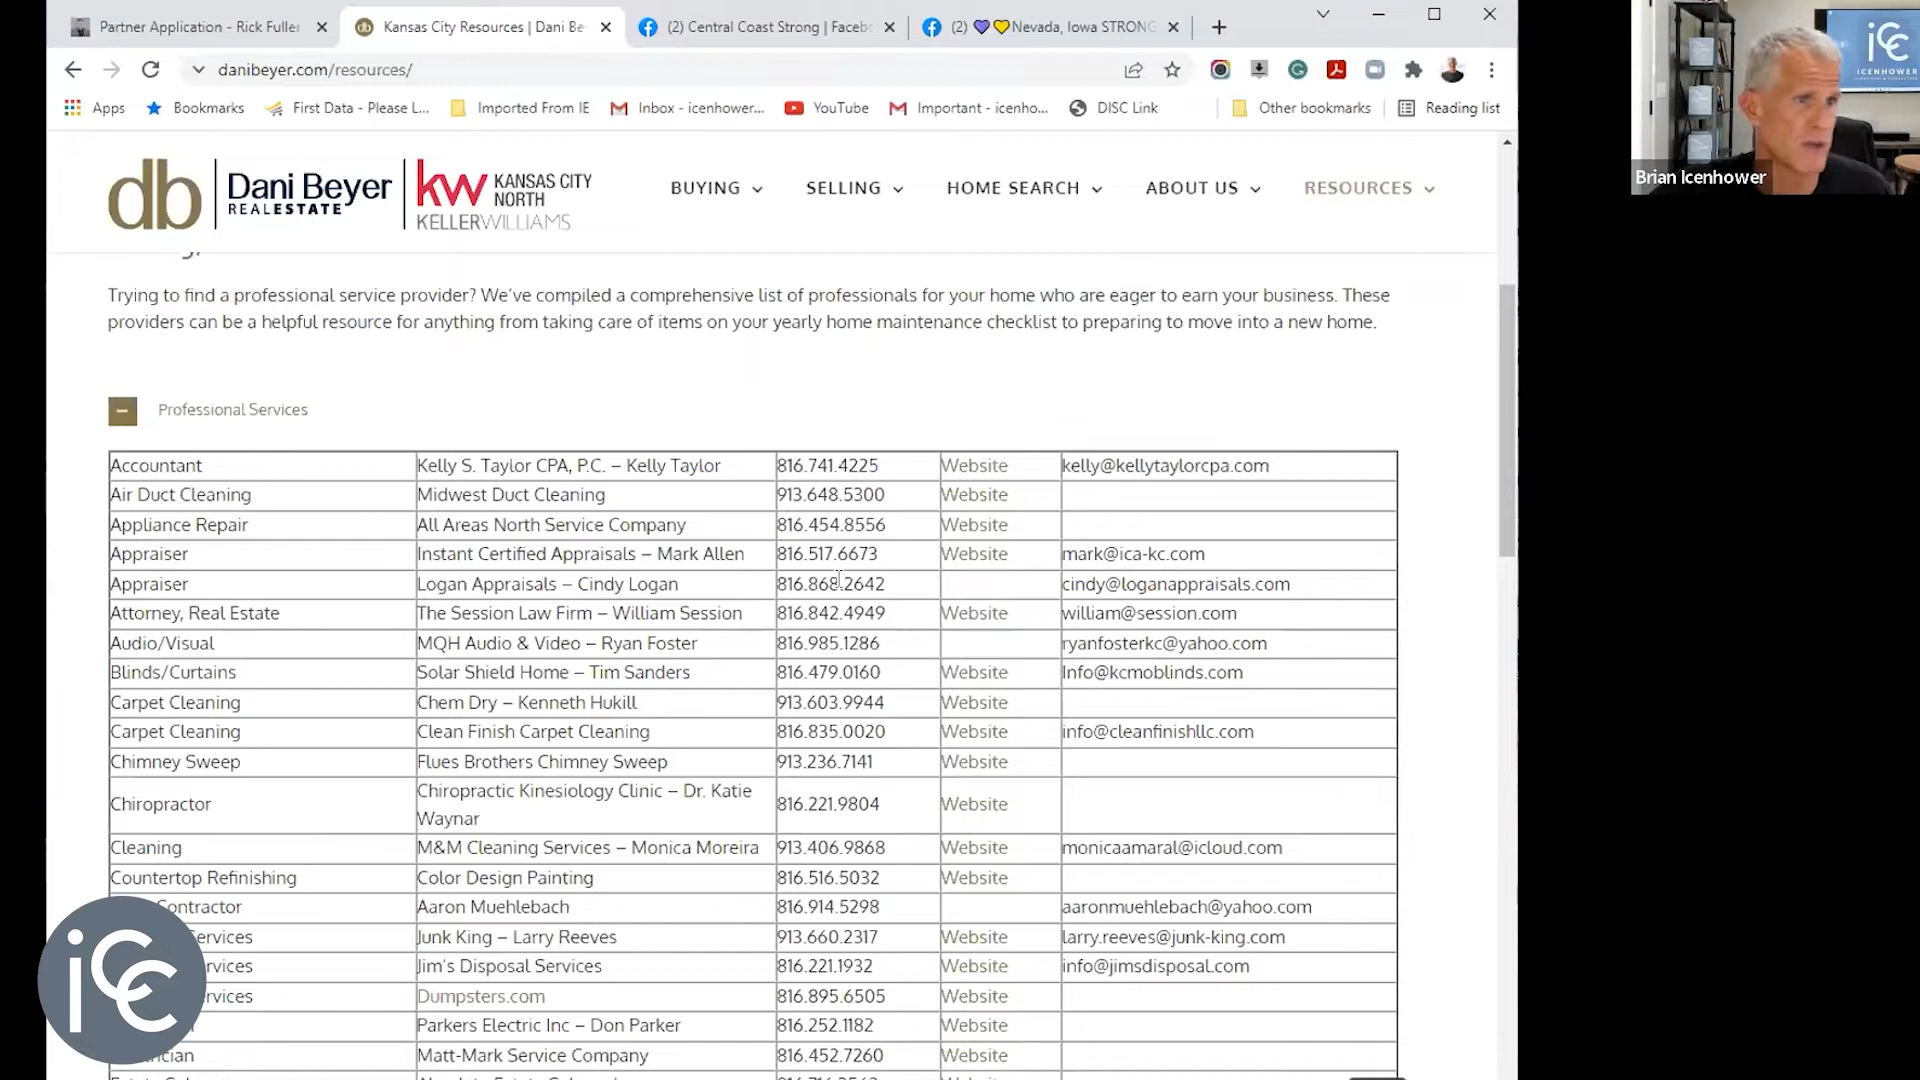 Partner Application - Rick Fuller
Kansas City Resources | Dani Be
(2) Central Coast Strong | Faceb
(2) 💜💛Nevada, Iowa STRONG
danibeyer.com/resources/
Apps
Bookmarks
First Data - Please L...
Imported From IE
Inbox - icenhower...
YouTube
Important - icenho...
DISC Link
Other bookmarks
Reading list
db
Dani Beyer
REALESTATE
kw KANSAS CITY
NORTH
KELLERWILLIAMS
BUYING
SELLING
HOME SEARCH
ABOUT US
RESOURCES
Trying to find a professional service provider? We've compiled a comprehensive list of professionals for your home who are eager to earn your business. These
providers can be a helpful resource for anything from taking care of items on your yearly home maintenance checklist to preparing to move into a new home.
Professional Services
Accountant Kelly S. Taylor CPA, P.C. – Kelly Taylor 816.741.4225 Website kelly@kellytaylorcpa.com
Air Duct Cleaning Midwest Duct Cleaning 913.648.5300 Website
Appliance Repair All Areas North Service Company 816.454.8556 Website
Appraiser Instant Certified Appraisals – Mark Allen 816.517.6673 Website mark@ica-kc.com
Appraiser Logan Appraisals – Cindy Logan 816.868.2642 cindy@loganappraisals.com
Attorney, Real Estate The Session Law Firm – William Session 816.842.4949 Website william@session.com
Audio/Visual MQH Audio & Video – Ryan Foster 816.985.1286 ryanfosterkc@yahoo.com
Blinds/Curtains Solar Shield Home – Tim Sanders 816.479.0160 Website Info@kcmoblinds.com
Carpet Cleaning Chem Dry – Kenneth Hukill 913.603.9944 Website
Carpet Cleaning Clean Finish Carpet Cleaning 816.835.0020 Website info@cleanfinishllc.com
Chimney Sweep Flues Brothers Chimney Sweep 913.236.7141 Website
Chiropractor Chiropractic Kinesiology Clinic – Dr. Katie
Waynar 816.221.9804 Website
Cleaning M&M Cleaning Services – Monica Moreira 913.406.9868 Website monicaamaral@icloud.com
Countertop Refinishing Color Design Painting 816.516.5032 Website
Contractor Aaron Muehlebach 816.914.5298 aaronmuehlebach@yahoo.com
ervices Junk King – Larry Reeves 913.660.2317 Website larry.reeves@junk-king.com
rvices Jim's Disposal Services 816.221.1932 Website info@jimsdisposal.com
ervices Dumpsters.com 816.895.6505 Website
Parkers Electric Inc – Don Parker 816.252.1182 Website
ician Matt-Mark Service Company 816.452.7260 Website
icc
icc
ICENHOWER
Brian Icenhower